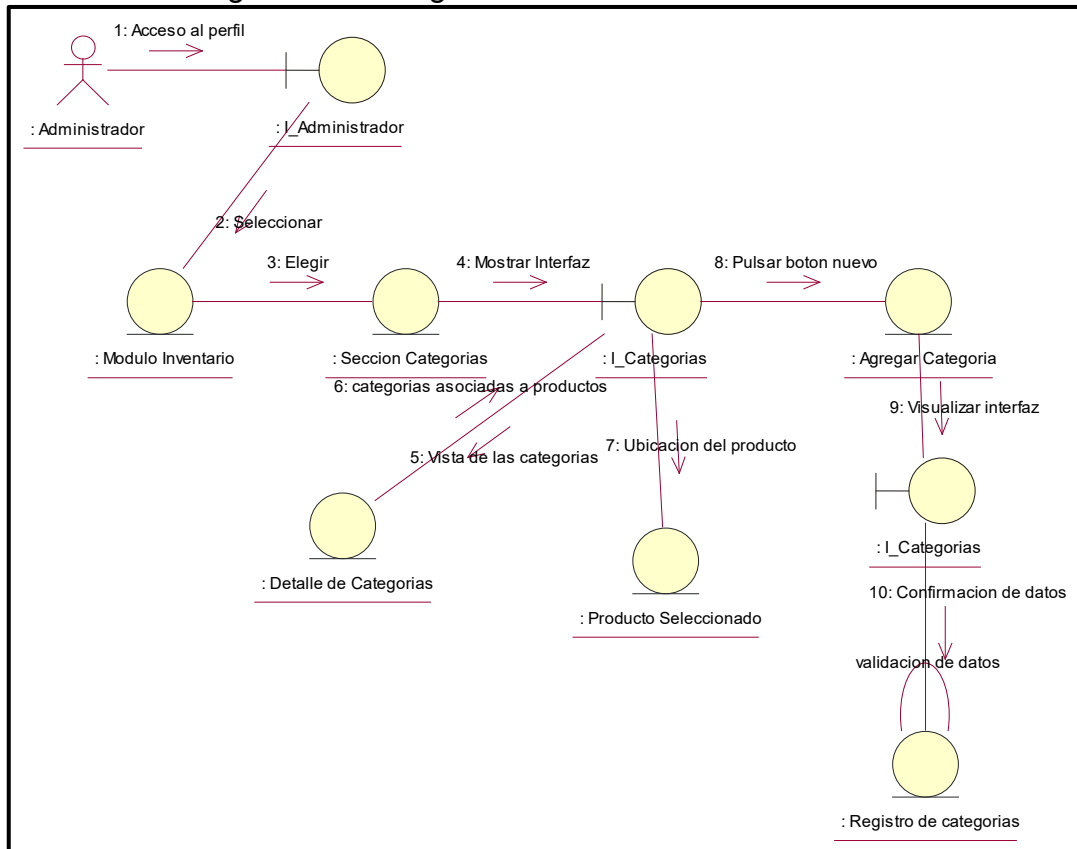 1: Acceso al perfil
: Administrador
: I_Administrador
2: Seleccionar
3: Elegir
4: Mostrar Interfaz
8: Pulsar boton nuevo
: Modulo Inventario
: Seccion Categorias
: I_Categorias
: Agregar Categoria
6: categorias asociadas a productos
9: Visualizar interfaz
5: Vista de las categorias
7: Ubicacion del producto
: I_Categorias
: Detalle de Categorias
10: Confirmacion de datos
: Producto Seleccionado
validacion de datos
: Registro de categorias